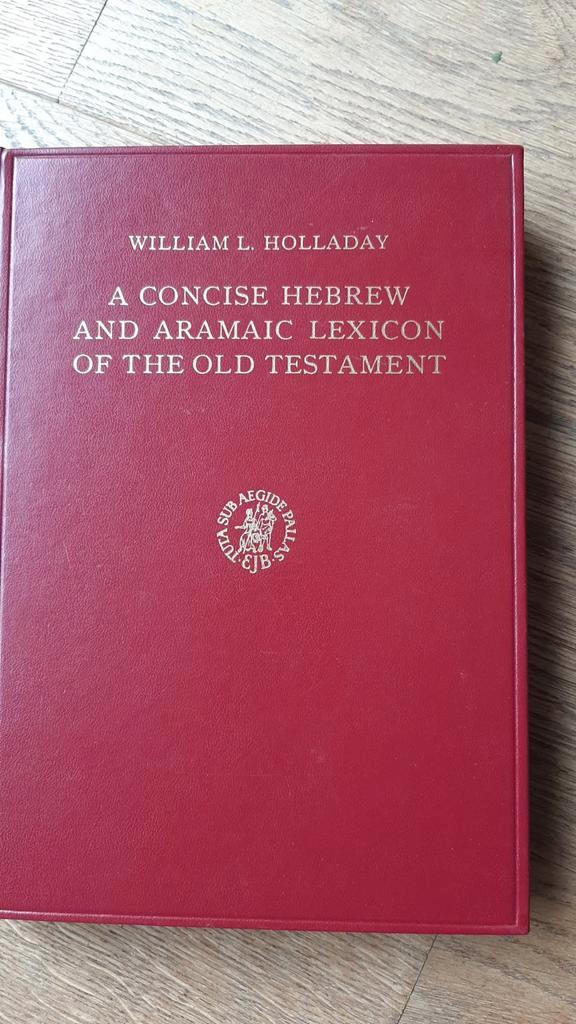 WILLIAM L. HOLLADAY
A CONCISE HEBREW
AND ARAMAIC LEXICON
OF THE OLD TESTAMENT
TUTA SUB AEGIDE PALLAS
·EJB·